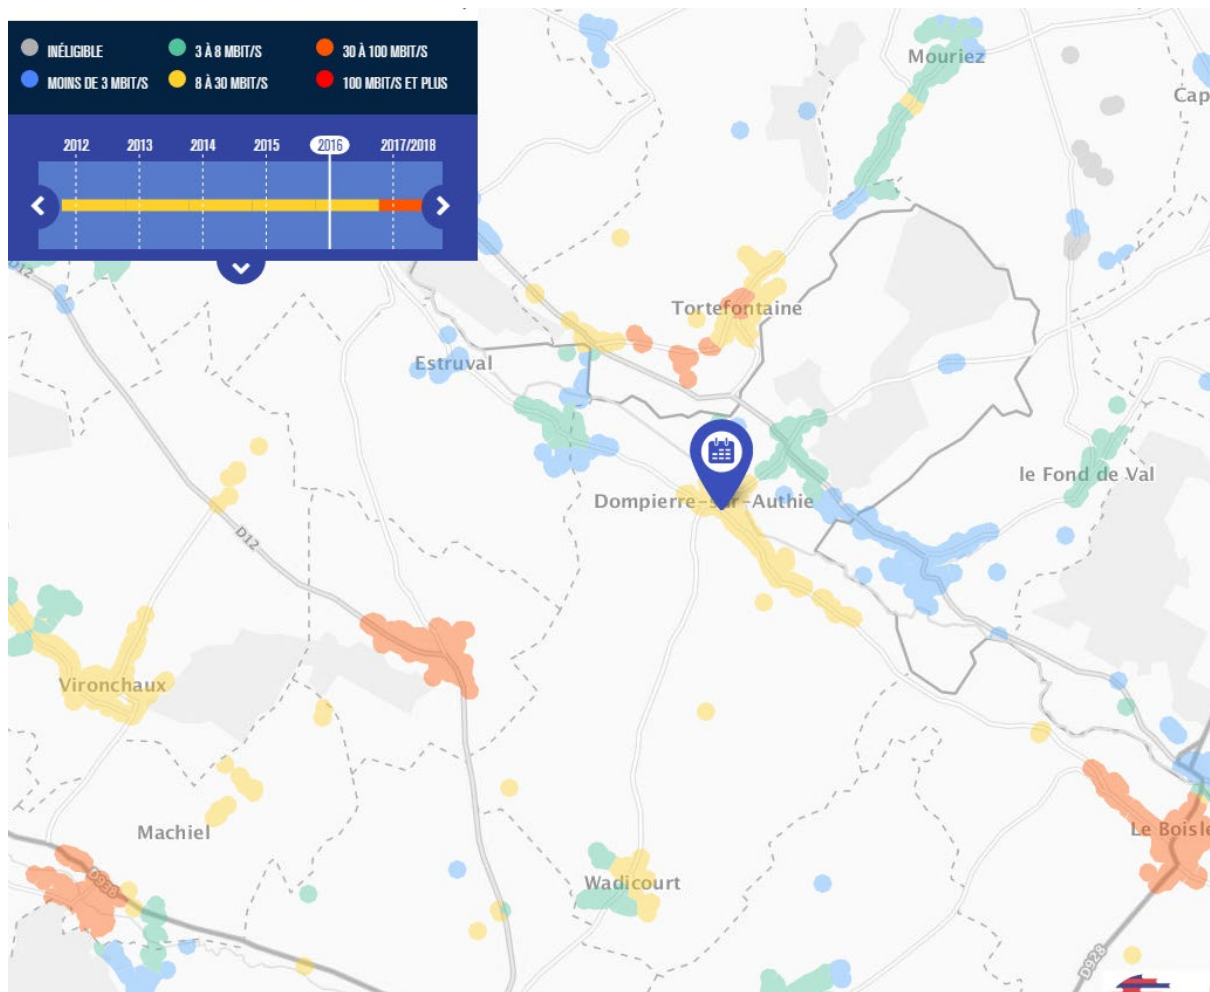 INÉLIGIBLE
3 À 8 MBIT/S
30 À 100 MBIT/S
MOINS DE 3 MBIT/S
8 À 30 MBIT/S
100 MBIT/S ET PLUS
2012
2013
2014
2015
2016
2017/2018
Mouriez
Cap
D12
Tortefontaine
Estruval
le Fond de Val
Dompierre-sur-Authie
D12
Vironchaux
Machiel
Le Boisle
D938
Wadicourt
D928